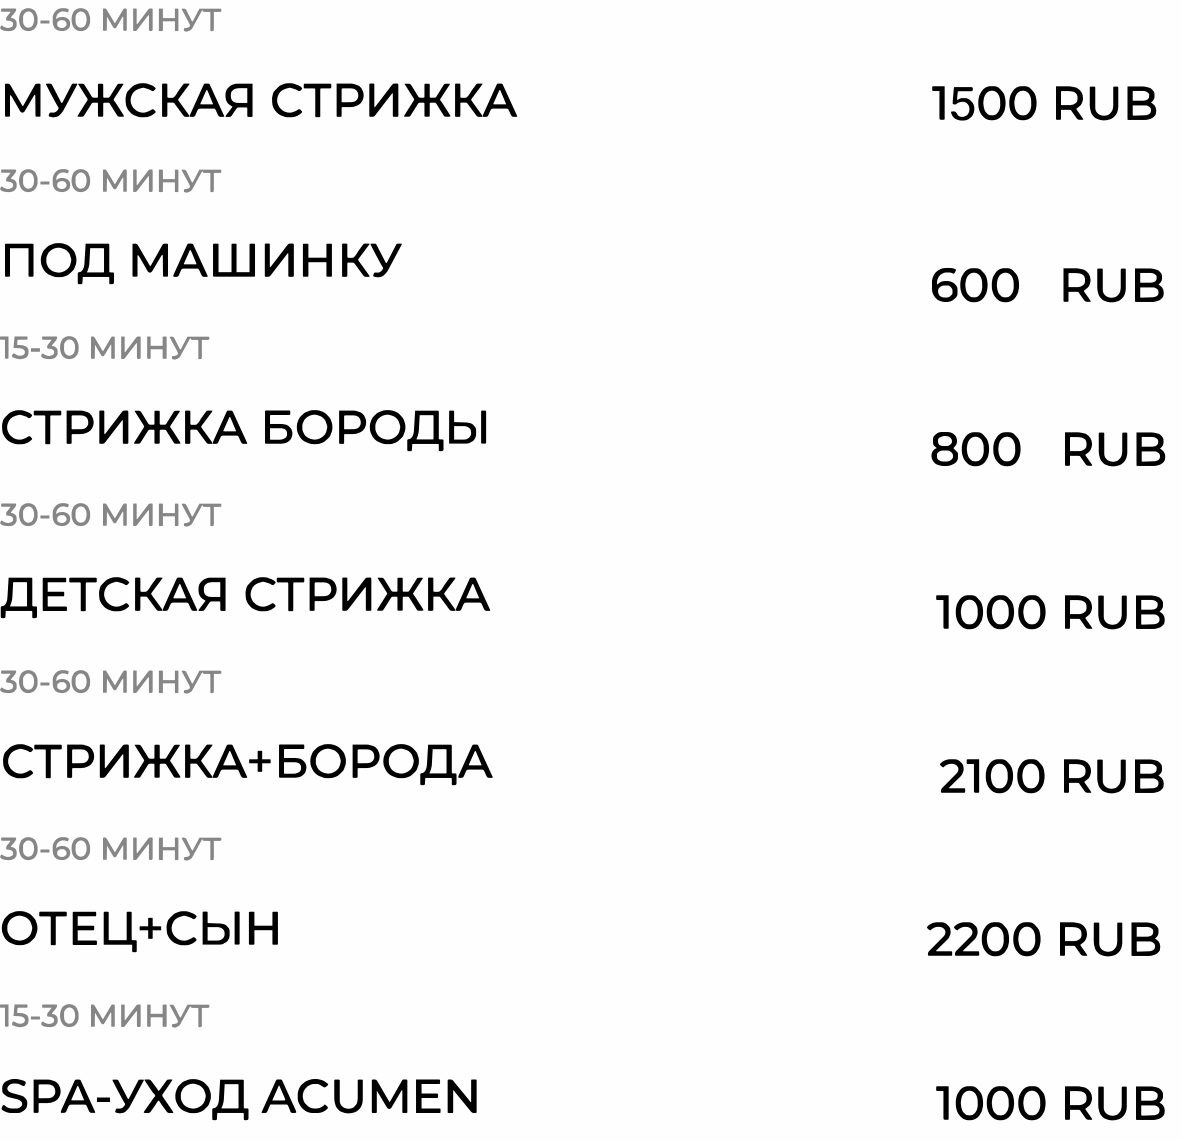 30-60 МИНУТ
МУЖСКАЯ СТРИЖКА 1500 RUB
30-60 МИНУТ
ПОД МАШИНКУ 600 RUB
15-30 МИНУТ
СТРИЖКА БОРОДЫ 800 RUB
30-60 МИНУТ
ДЕТСКАЯ СТРИЖКА 1000 RUB
30-60 МИНУТ
СТРИЖКА+БОРОДА 2100 RUB
30-60 МИНУТ
ОТЕЦ+СЫН 2200 RUB
15-30 МИНУТ
SPA-УХОД ACUMEN 1000 RUB